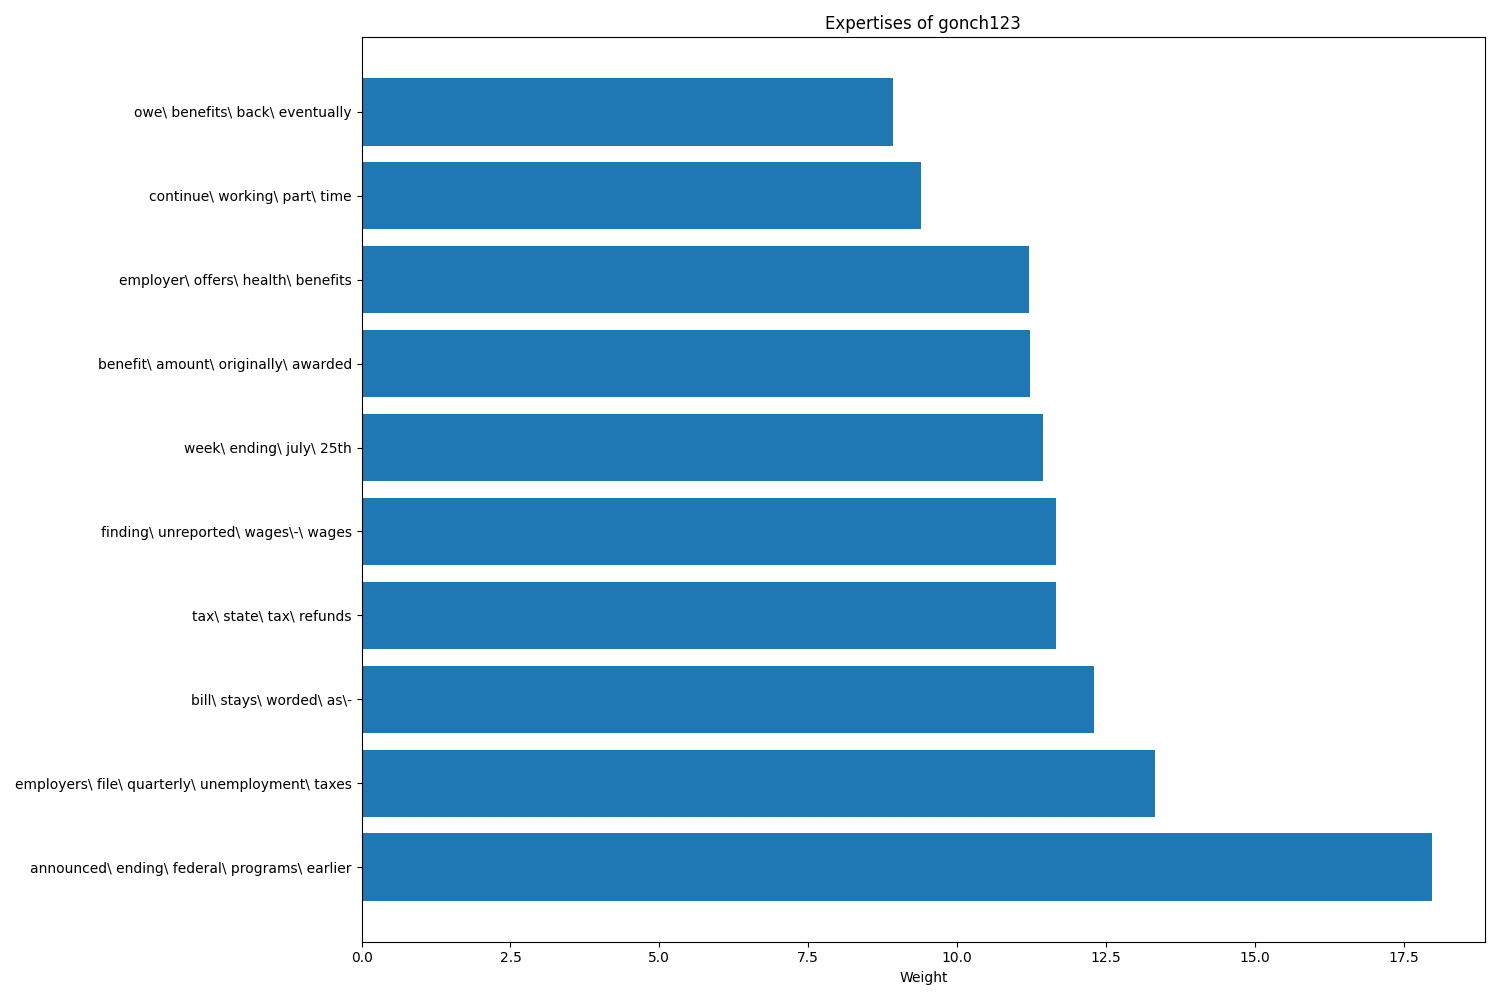 Expertises of gonch123
owe\ benefits\ back\ eventually
continue\ working\ part\ time
employer\ offers\ health\ benefits
benefit\ amount\ originally\ awarded
week\ ending\ july\ 25th
finding\ unreported\ wages\-\ wages
tax\ state\ tax\ refunds
bill\ stays\ worded\ as\-
employers\ file\ quarterly\ unemployment\ taxes
announced\ ending\ federal\ programs\ earlier
0.0 2.5 5.0 7.5 10.0 12.5 15.0 17.5
Weight